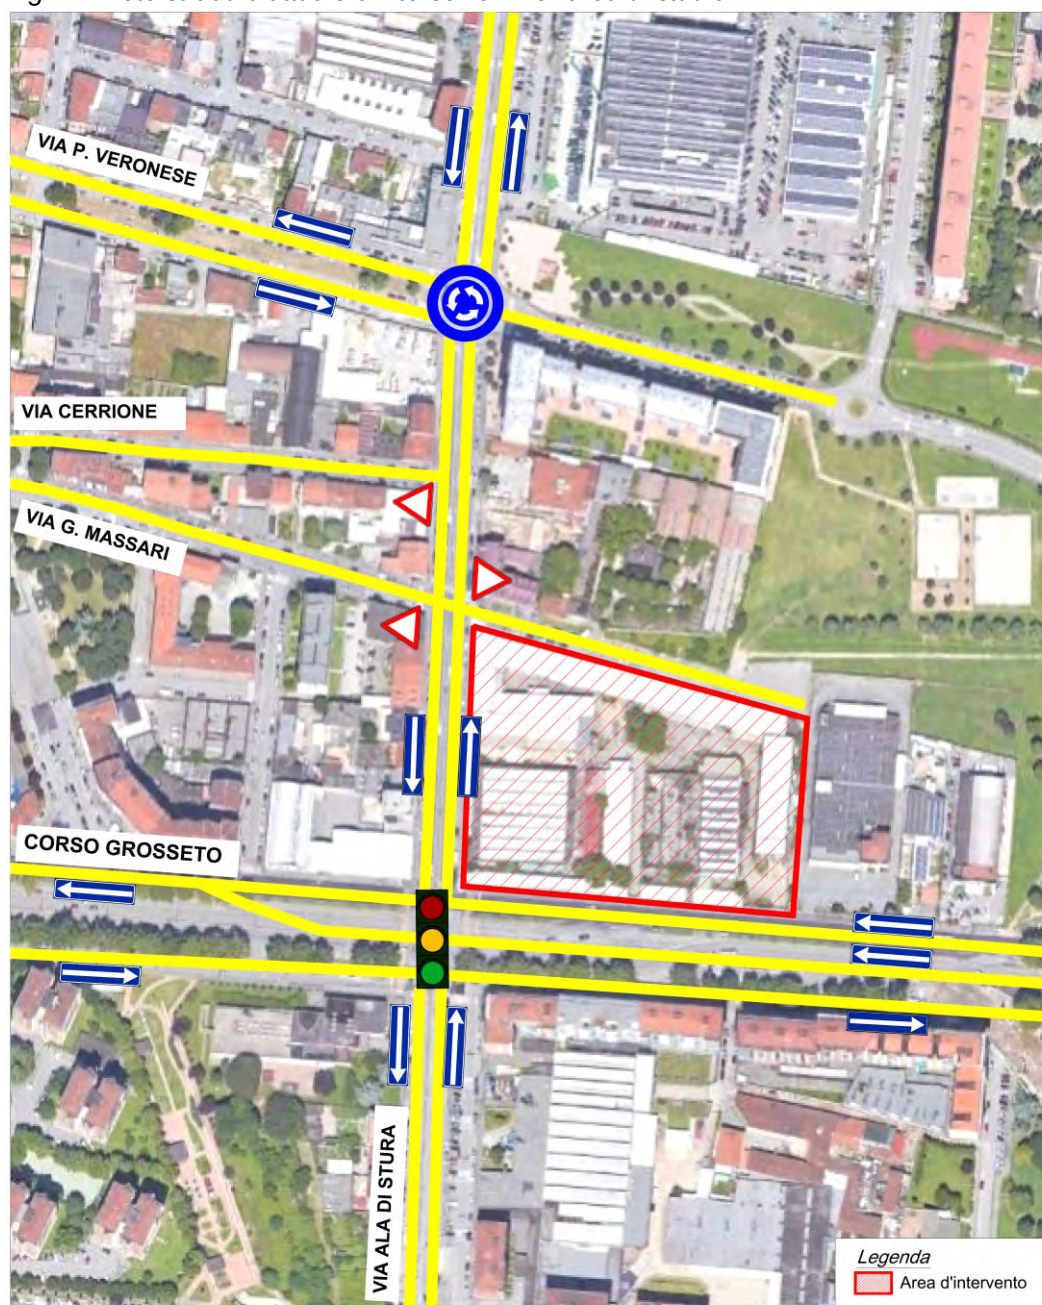 VIA P. VERONESE
VIA CERRIONE
VIA G. MASSARI
CORSO GROSSETO
VIA ALA DI STURA
Legenda
Area d'intervento